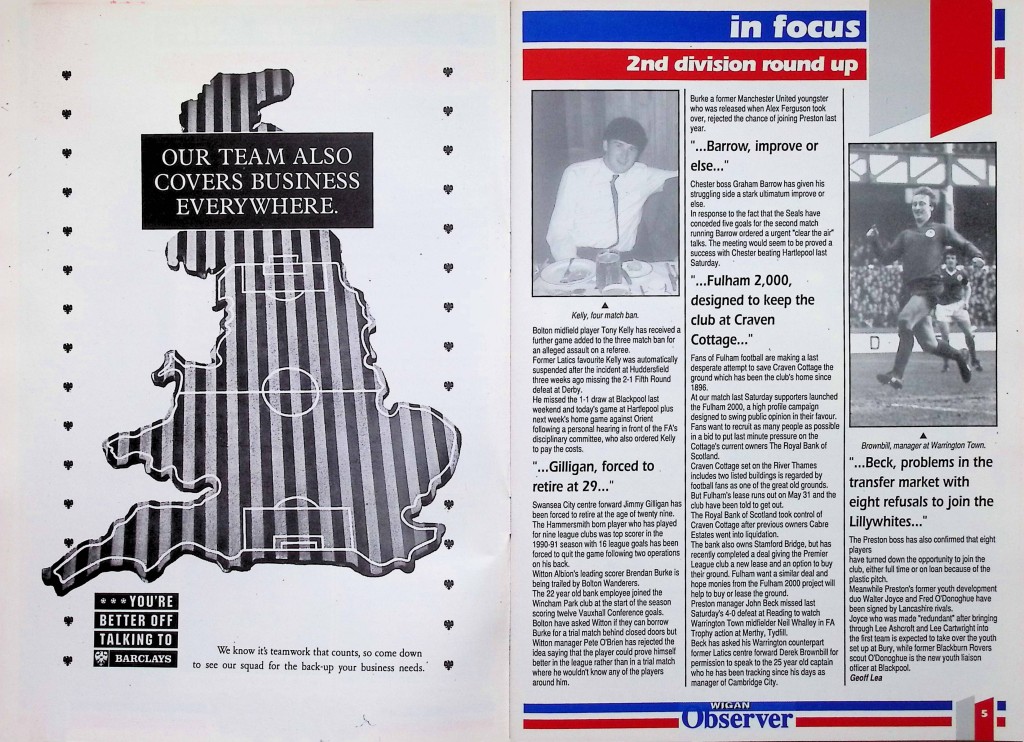 OUR TEAM ALSO
COVERS BUSINESS
EVERYWHERE.
YOU'RE
BETTER OFF
TALKING TO
BARCLAYS
We know it's teamwork that counts, so come down
to see our squad for the back-up your business needs.
in focus
2nd division round up
Kelly, four match ban.
Bolton midfield player Tony Kelly has received a
further game added to the three match ban for
an alleged assault on a referee.
Former Latics favourite Kelly was automatically
suspended after the incident at Huddersfield
three weeks ago missing the 2-1 Fifth Round
defeat at Derby.
He missed the 1-1 draw at Blackpool last
weekend and today's game at Hartlepool plus
next week's home game against Orient
following a personal hearing in front of the FA's
disciplinary committee, who also ordered Kelly
to pay the costs.
"...Gilligan, forced to
retire at 29..."
Swansea City centre forward Jimmy Gilligan has
been forced to retire at the age of twenty nine.
The Hammersmith born player who has played
for nine league clubs was top scorer in the
1990-91 season with 16 league goals has been
forced to quit the game following two operations
on his back.
Witton Albion's leading scorer Brendan Burke is
being trailed by Bolton Wanderers.
The 22 year old bank employee joined the
Wincham Park club at the start of the season
scoring twelve Vauxhall Conference goals.
Bolton have asked Witton if they can borrow
Burke for a trial match behind closed doors but
Witton manager Pete O'Brien has rejected the
idea saying that the player could prove himself
better in the league rather than in a trial match
where he wouldn't know any of the players
around him.
Burke a former Manchester United youngster
who was released when Alex Ferguson took
over, rejected the chance of joining Preston last
year.
"...Barrow, improve or
else..."
Chester boss Graham Barrow has given his
struggling side a stark ultimatum improve or
else.
In response to the fact that the Seals have
conceded five goals for the second match
running Barrow ordered a urgent "clear the air"
talks. The meeting would seem to be proved a
success with Chester beating Hartlepool last
Saturday.
"...Fulham 2,000,
designed to keep the
club at Craven
Cottage..."
Fans of Fulham football are making a last
desperate attempt to save Craven Cottage the
ground which has been the club's home since
1896.
At our match last Saturday supporters launched
the Fulham 2000, a high profile campaign
designed to swing public opinion in their favour.
Fans want to recruit as many people as possible
in a bid to put last minute pressure on the
Cottage's current owners The Royal Bank of
Scotland.
Craven Cottage set on the River Thames
includes two listed buildings is regarded by
football fans as one of the great old grounds.
But Fulham's lease runs out on May 31 and the
club have been told to get out.
The Royal Bank of Scotland took control of
Craven Cottage after previous owners Cabre
Estates went into liquidation.
The bank also owns Stamford Bridge, but has
recently completed a deal giving the Premier
League club a new lease and an option to buy
their ground. Fulham want a similar deal and
hope monies from the Fulham 2000 project will
help to buy or lease the ground.
Preston manager John Beck missed last
Saturday's 4-0 defeat at Reading to watch
Warrington Town midfielder Neil Whalley in FA
Trophy action at Merthy, Tydfill.
Beck has asked his Warrington counterpart
former Latics centre forward Derek Brownbill for
permission to speak to the 25 year old captain
who he has been tracking since his days as
manager of Cambridge City.
Brownbill, manager at Warrington Town.
"...Beck, problems in the
transfer market with
eight refusals to join the
Lillywhites..."
The Preston boss has also confirmed that eight
players
have turned down the opportunity to join the
club, either full time or on loan because of the
plastic pitch.
Meanwhile Preston's former youth development
duo Walter Joyce and Fred O'Donoghue have
been signed by Lancashire rivals.
Joyce who was made "redundant" after bringing
through Lee Ashcroft and Lee Cartwright into
the first team is expected to take over the youth
set up at Bury, while former Blackburn Rovers
scout O'Donoghue is the new youth liaison
officer at Blackpool.
Geoff Lea
WIGAN
Observer
5